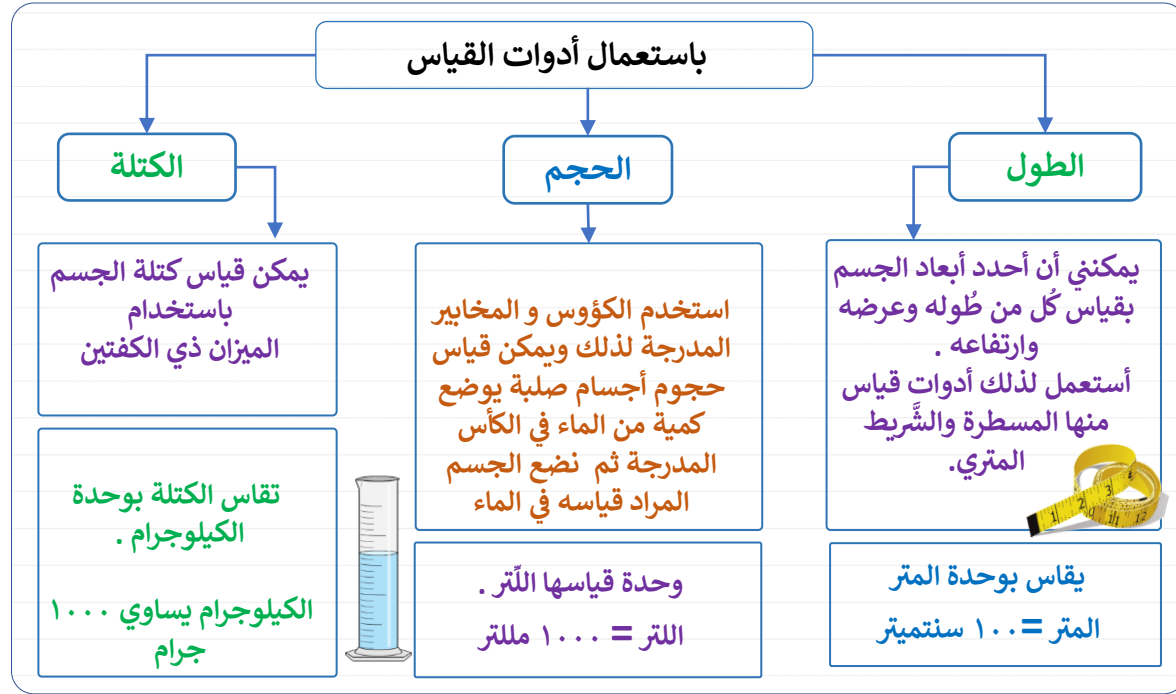 باستعمال أدوات القياس
الطول
يمكنني أن أحدد أبعاد الجسم
بقياس كُل من طُوله وعرضه
وارتفاعه .
أستعمل لذلك أدوات قياس
منها المسطرة والشَّريط
المتري.
يقاس بوحدة المتر
المتر =١٠٠ سنتميتر
الحجم
استخدم الكؤوس و المخابير
المدرجة لذلك ويمكن قياس
حجوم أجسام صلبة يوضع
كمية من الماء في الكأس
المدرجة ثم نضع الجسم
المراد قياسه في الماء
وحدة قياسها اللِّتر .
اللتر = ١٠٠٠ مللتر
الكتلة
يمكن قياس كتلة الجسم
باستخدام
الميزان ذي الكفتين
تقاس الكتلة بوحدة
الكيلوجرام .
الكيلوجرام يساوي ١٠٠٠
جرام